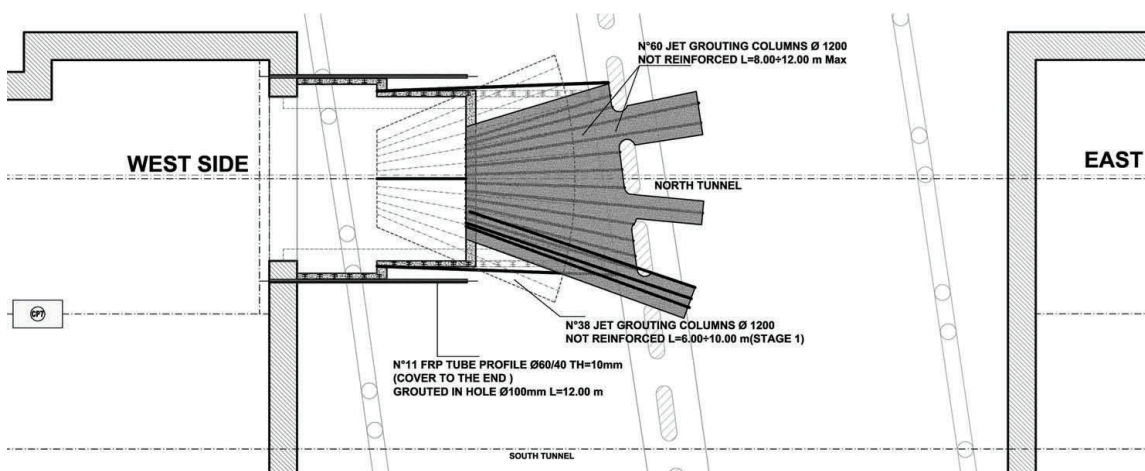 N°60 JET GROUTING COLUMNS Ø 1200
NOT REINFORCED L=8.00÷12.00 m Max
WEST SIDE
EAST
NORTH TUNNEL
CPT
N°38 JET GROUTING COLUMNS Ø 1200
NOT REINFORCED L=6.00÷10.00 m(STAGE 1)
N°11 FRP TUBE PROFILE Ø60/40 TH=10mm
(COVER TO THE END )
GROUTED IN HOLE Ø100mm L=12.00 m
SOUTH TUNNEL